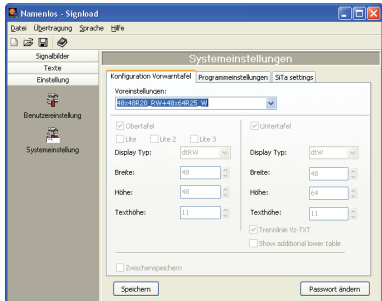 Namenlos - Signload
Datei Übertragung Sprache Hilfe
Signalbilder
Texte
Einstellung
Benutzereinstellung
Systemeinstellung
Systemeinstellungen
Konfiguration Vorwarntafel Programmeinstellungen SiTa settings
Voreinstellungen:
48x48R20_RW+48x64R25_W
Obertafel Untertafel
Lite Lite 2 Lite 3
Display Typ: dtRW Display Typ: dtW
Breite: 48 Breite: 48
Höhe: 48 Höhe: 64
Texthöhe: 11 Texthöhe: 11
Trennlinie Vz-TXT
Show additional lower table
Zwischenspeichern
Speichern Passwort ändern